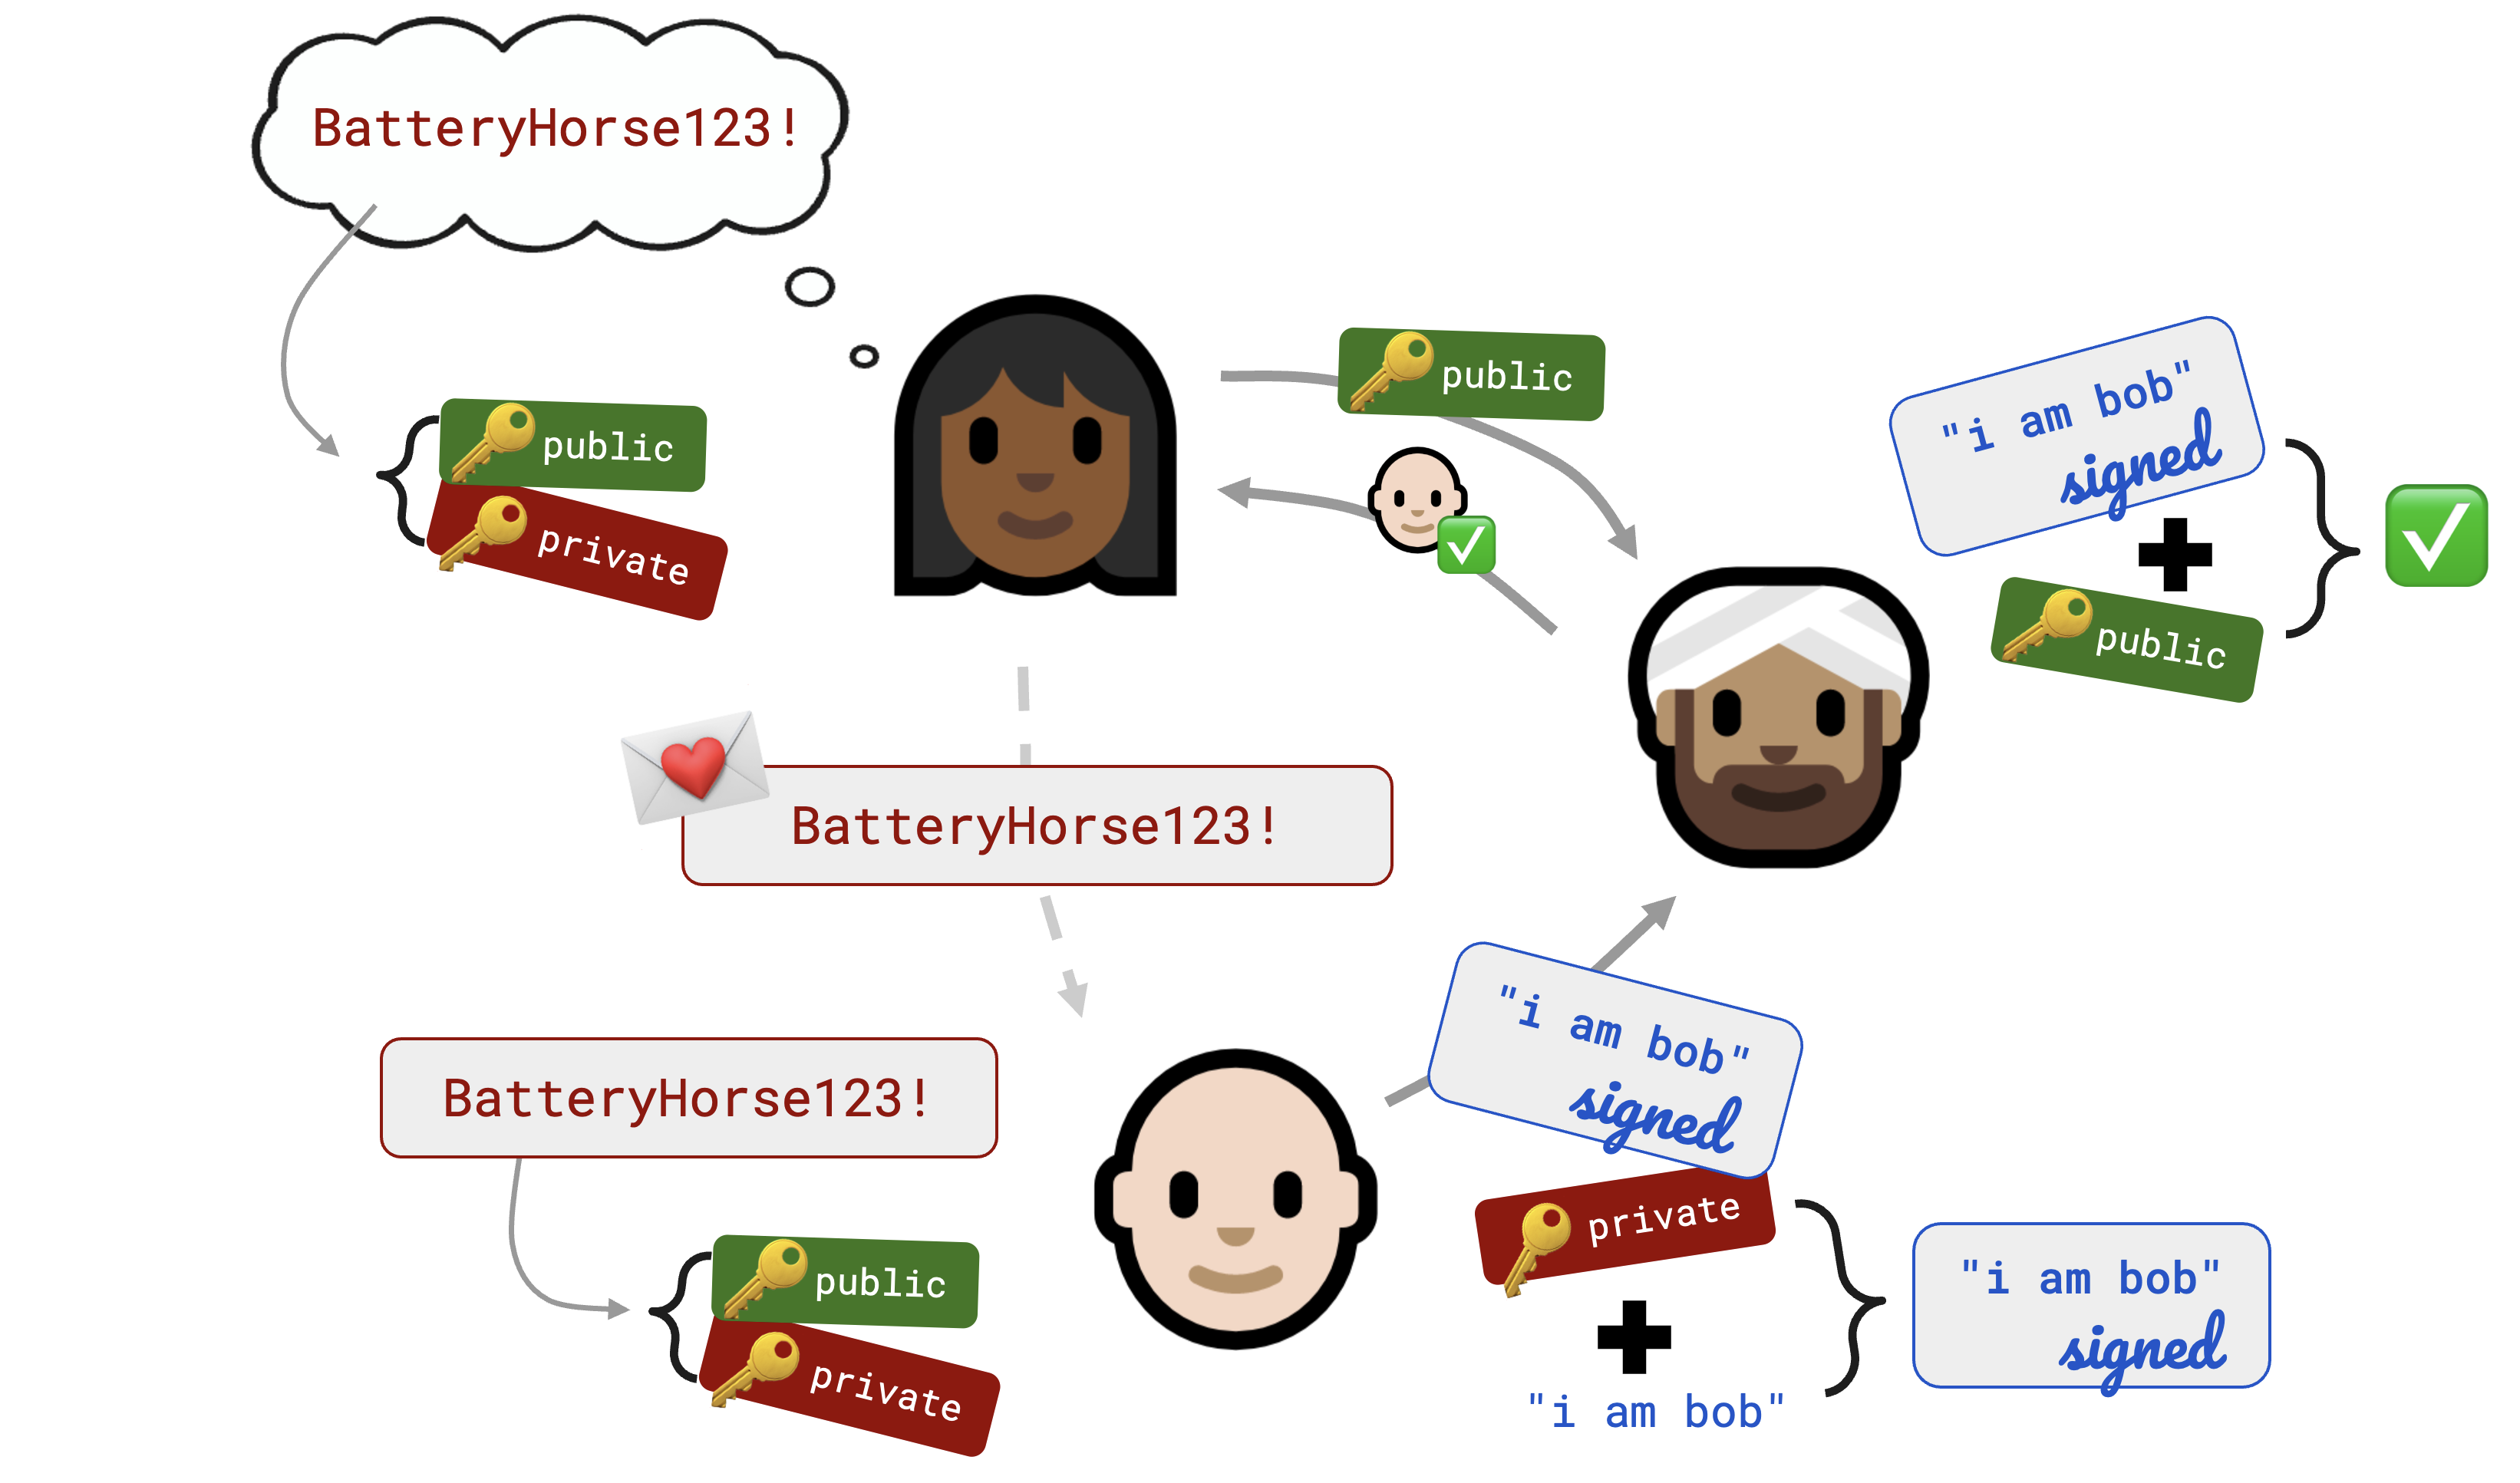 BatteryHorse123!
public
private
public
"i am bob"
signed
public
BatteryHorse123!
BatteryHorse123!
public
private
"i am bob"
signed
private
"i am bob"
"i am bob"
signed